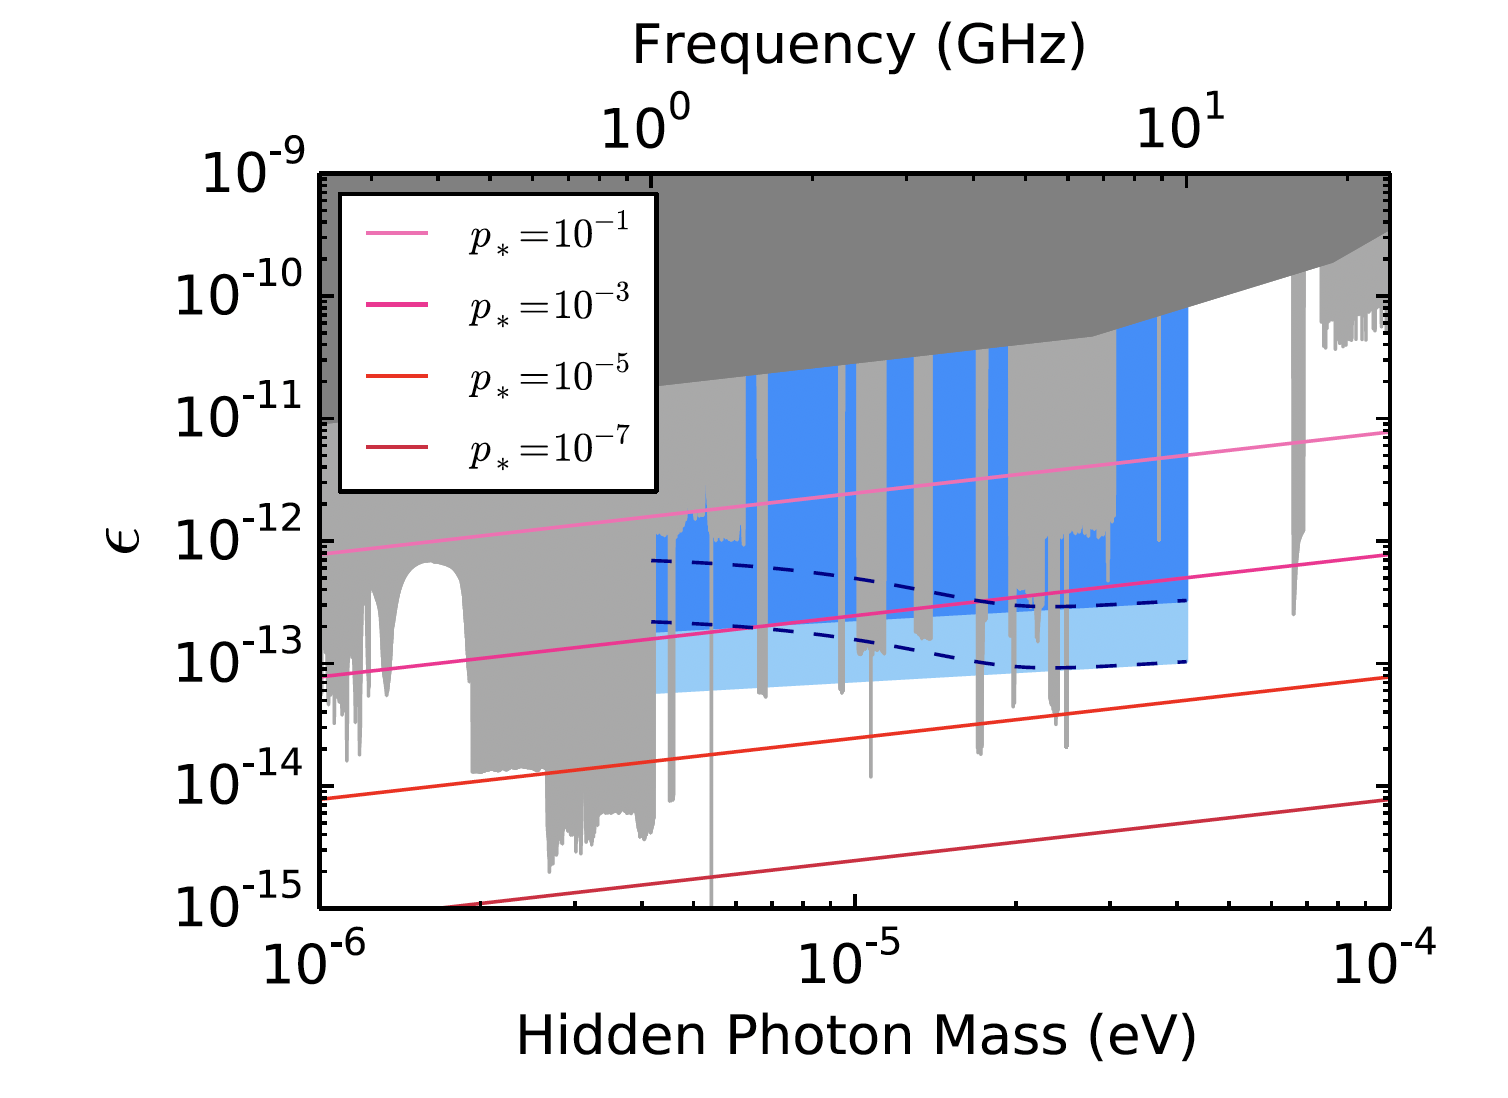 Frequency (GHz)
10^0 10^1
10^-9
10^-10
10^-11
10^-12
10^-13
10^-14
10^-15
ϵ
p_* = 10^−1
p_* = 10^−3
p_* = 10^−5
p_* = 10^−7
10^-6 10^-5 10^-4
Hidden Photon Mass (eV)